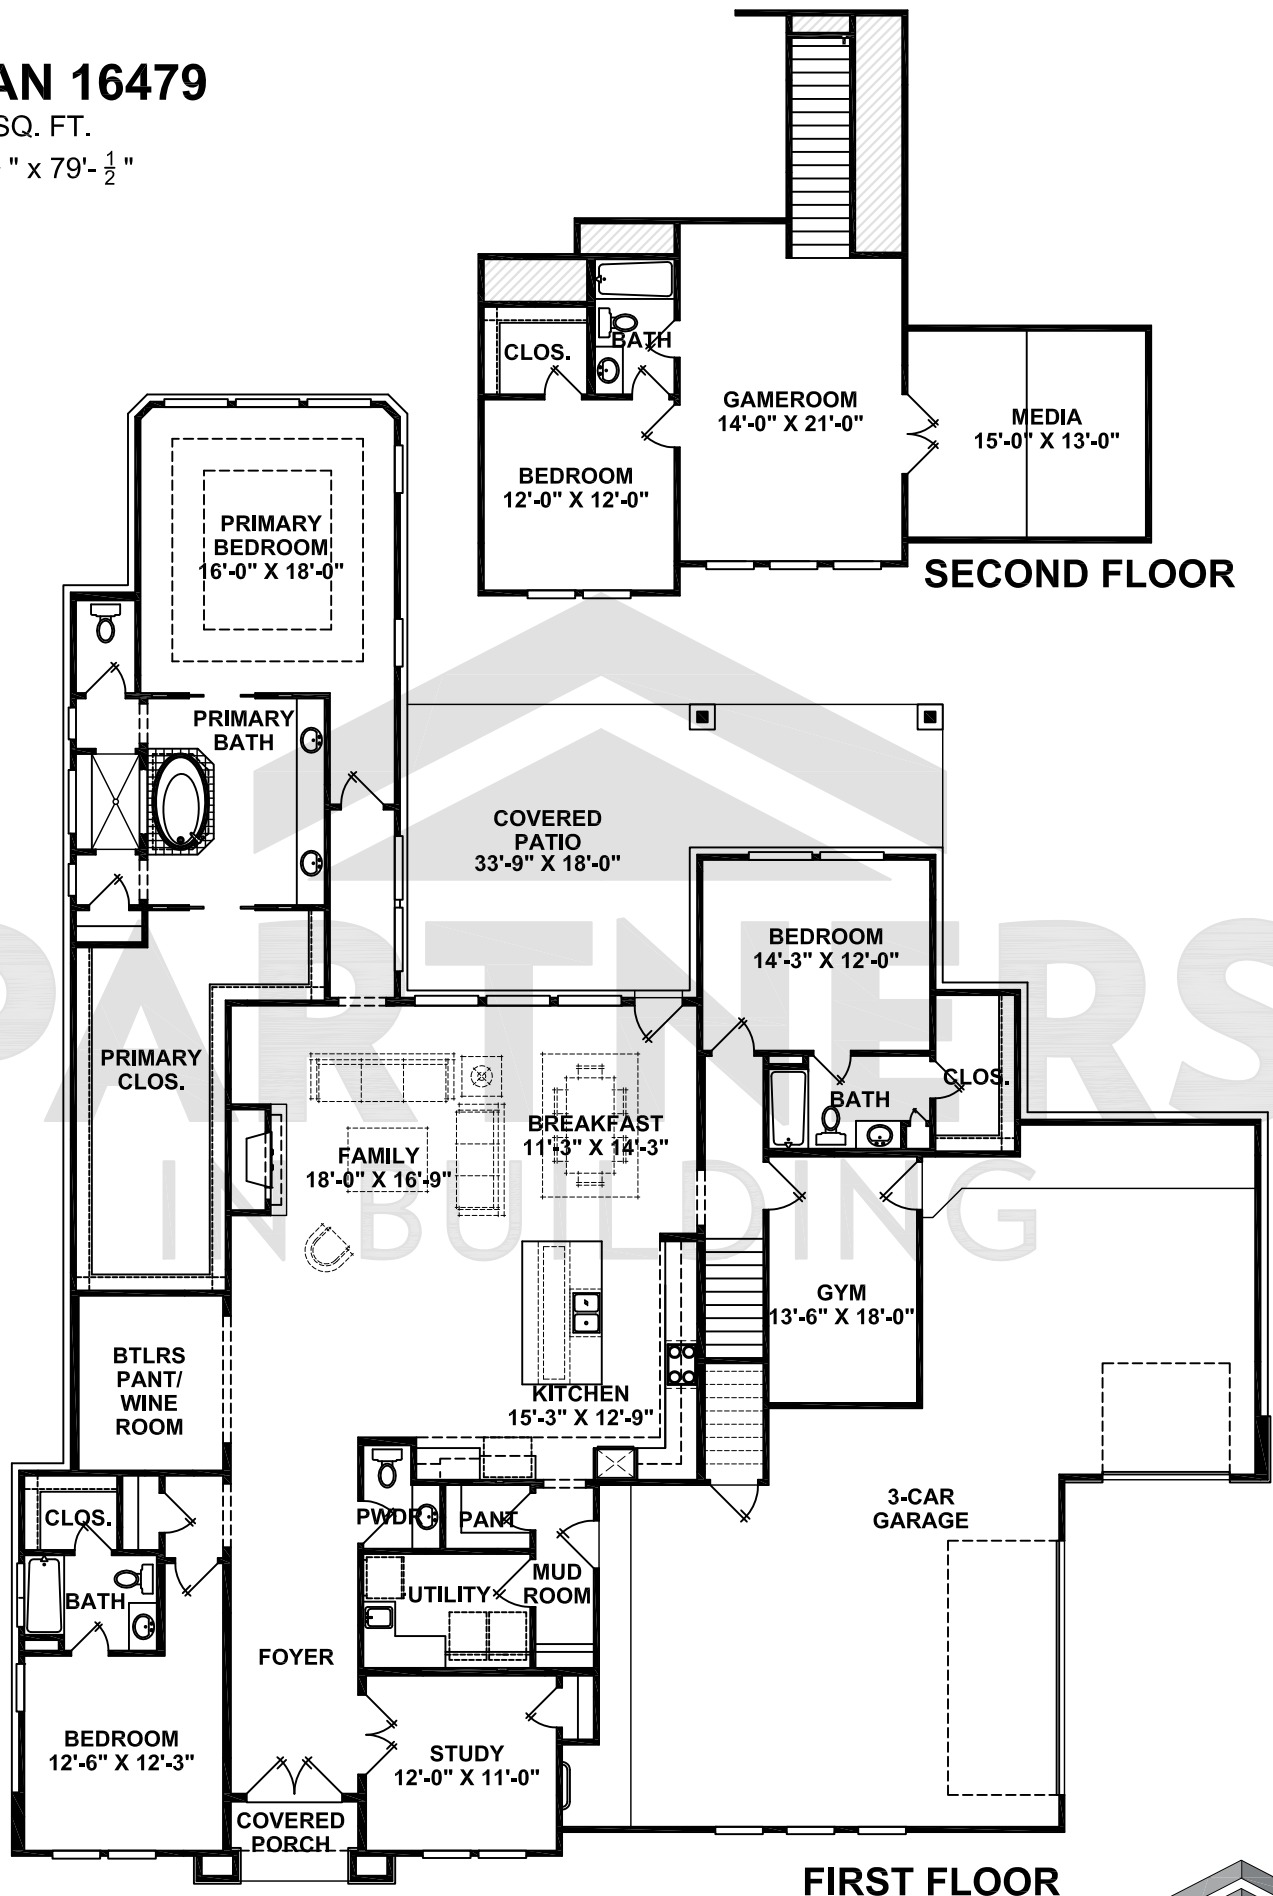 AN 16479
SQ. FT.
" x 79'- 1/2 "
CLOS.
BATH
GAMEROOM
14'-0" X 21'-0"
MEDIA
15'-0" X 13'-0"
BEDROOM
12'-0" X 12'-0"
SECOND FLOOR
PRIMARY
BEDROOM
16'-0" X 18'-0"
PRIMARY
BATH
COVERED
PATIO
33'-9" X 18'-0"
BEDROOM
14'-3" X 12'-0"
PARTNERS
IN BUILDING
PRIMARY
CLOS.
CLOS.
BATH
BREAKFAST
11'-3" X 14'-3"
FAMILY
18'-0" X 16'-9"
GYM
13'-6" X 18'-0"
BTLRS
PANT/
WINE
ROOM
KITCHEN
15'-3" X 12'-9"
3-CAR
GARAGE
CLOS.
PWDR
PANT
BATH
UTILITY
MUD
ROOM
FOYER
BEDROOM
12'-6" X 12'-3"
STUDY
12'-0" X 11'-0"
COVERED
PORCH
FIRST FLOOR